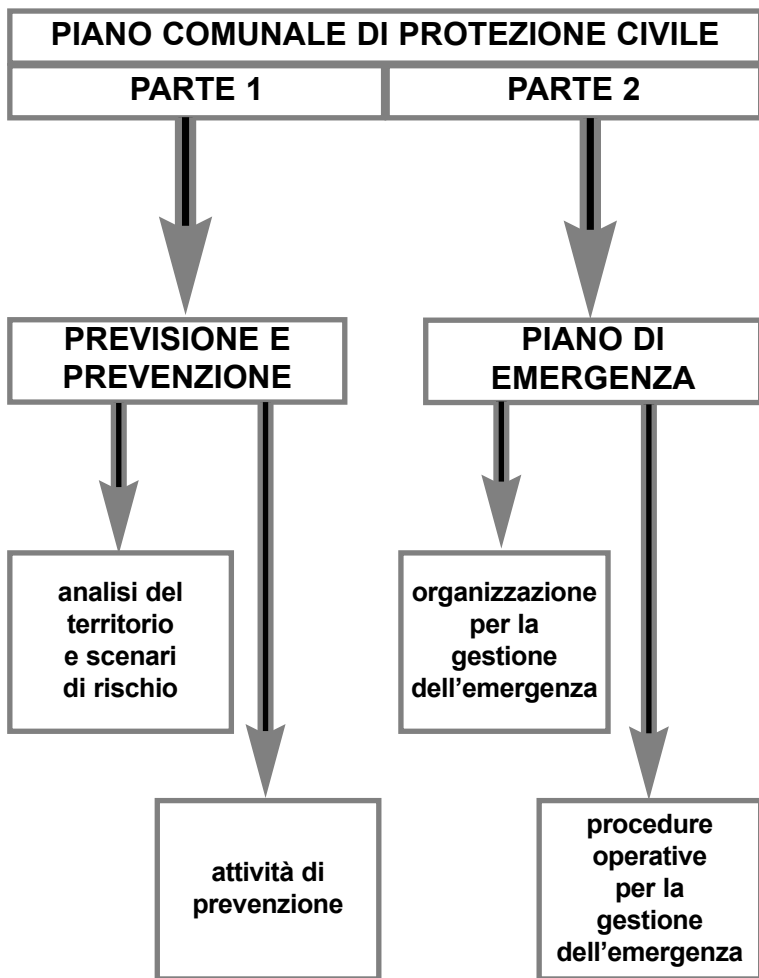 PIANO COMUNALE DI PROTEZIONE CIVILE
PARTE 1
PARTE 2
PREVISIONE E
PREVENZIONE
PIANO DI
EMERGENZA
analisi del
territorio
e scenari
di rischio
organizzazione
per la
gestione
dell’emergenza
attività di
prevenzione
procedure
operative
per la
gestione
dell’emergenza